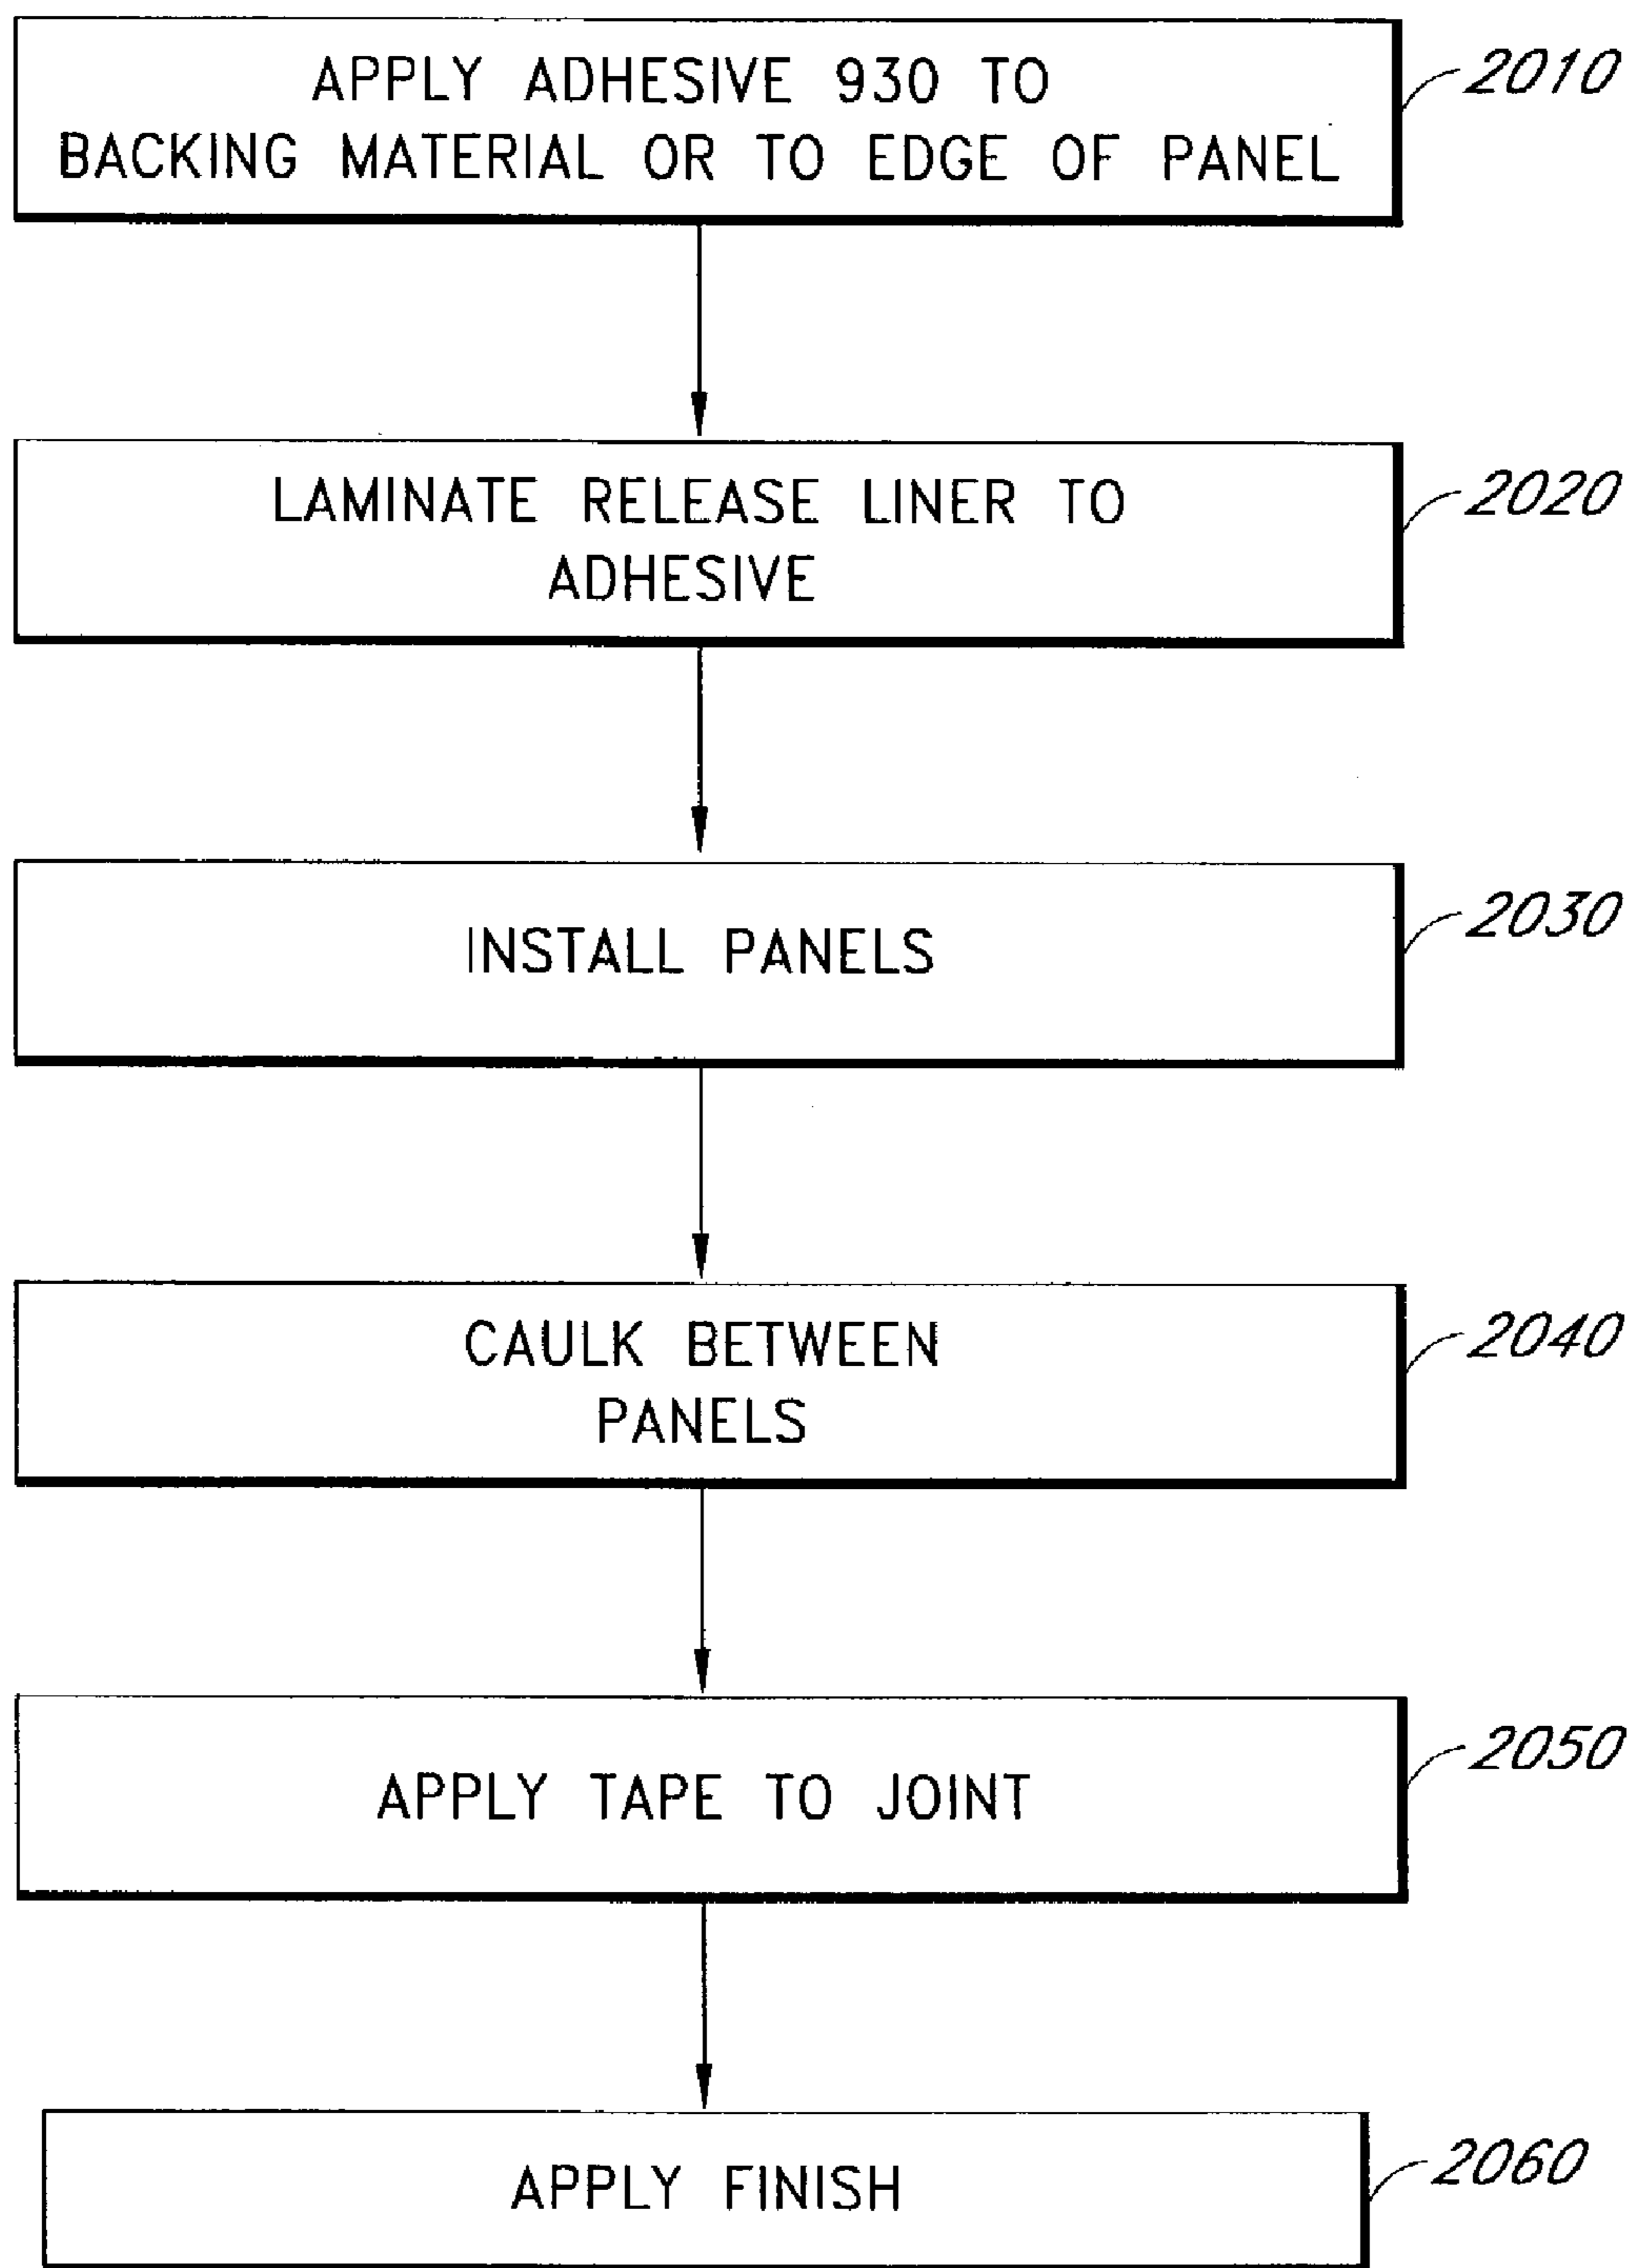 APPLY ADHESIVE 930 TO
BACKING MATERIAL OR TO EDGE OF PANEL
2010
LAMINATE RELEASE LINER TO
ADHESIVE
2020
INSTALL PANELS
2030
CAULK BETWEEN
PANELS
2040
APPLY TAPE TO JOINT
2050
APPLY FINISH
2060